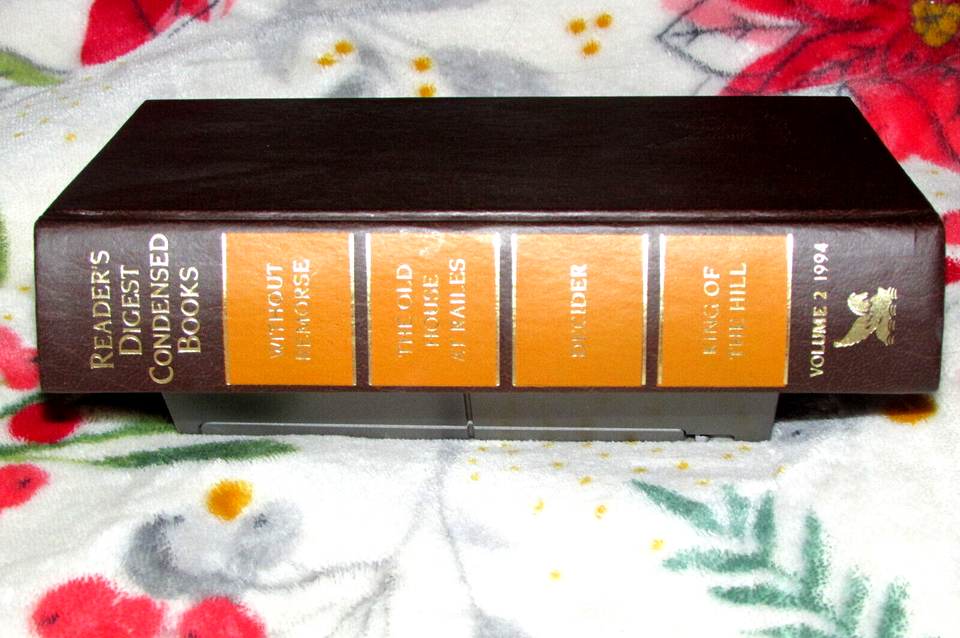 READER'S
DIGEST
CONDENSED
BOOKS
WITHOUT
REMORSE
THE OLD
HOUSE
AT RAILES
DECIDER
KING OF
THE HILL
VOLUME 2 1994